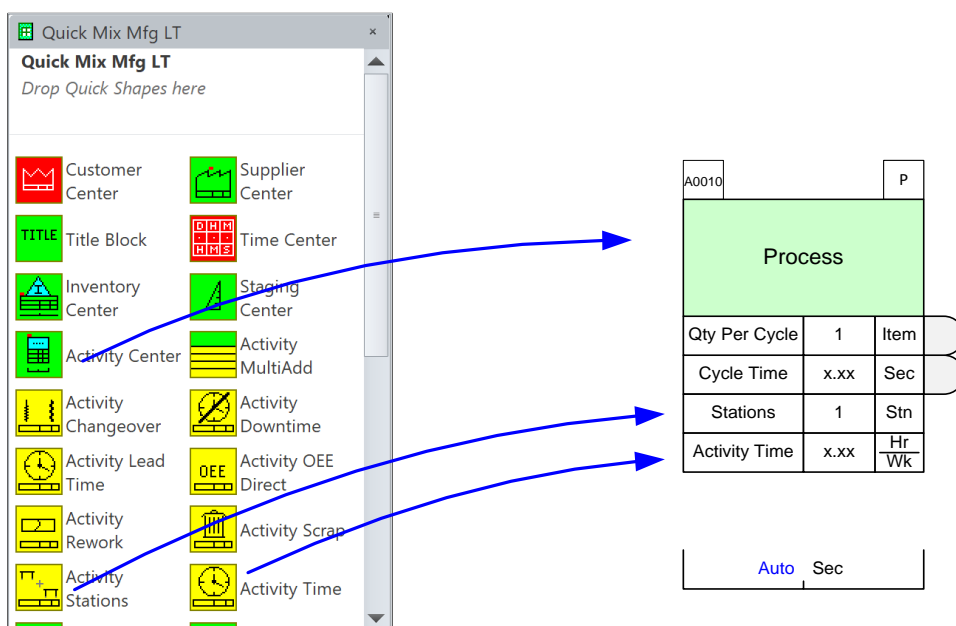 Quick Mix Mfg LT ×
Quick Mix Mfg LT
Drop Quick Shapes here
Customer
Center
Supplier
Center
TITLE
Title Block
D H M
H M S
Time Center
I
Inventory
Center
Staging
Center
Activity Center
Activity
MultiAdd
Activity
Changeover
Activity
Downtime
Activity Lead
Time
OEE
Activity OEE
Direct
Activity
Rework
Activity Scrap
Activity
Stations
Activity Time
A0010
P
Process
Qty Per Cycle 1 Item
Cycle Time x.xx Sec
Stations 1 Stn
Activity Time x.xx Hr
Wk
Auto Sec